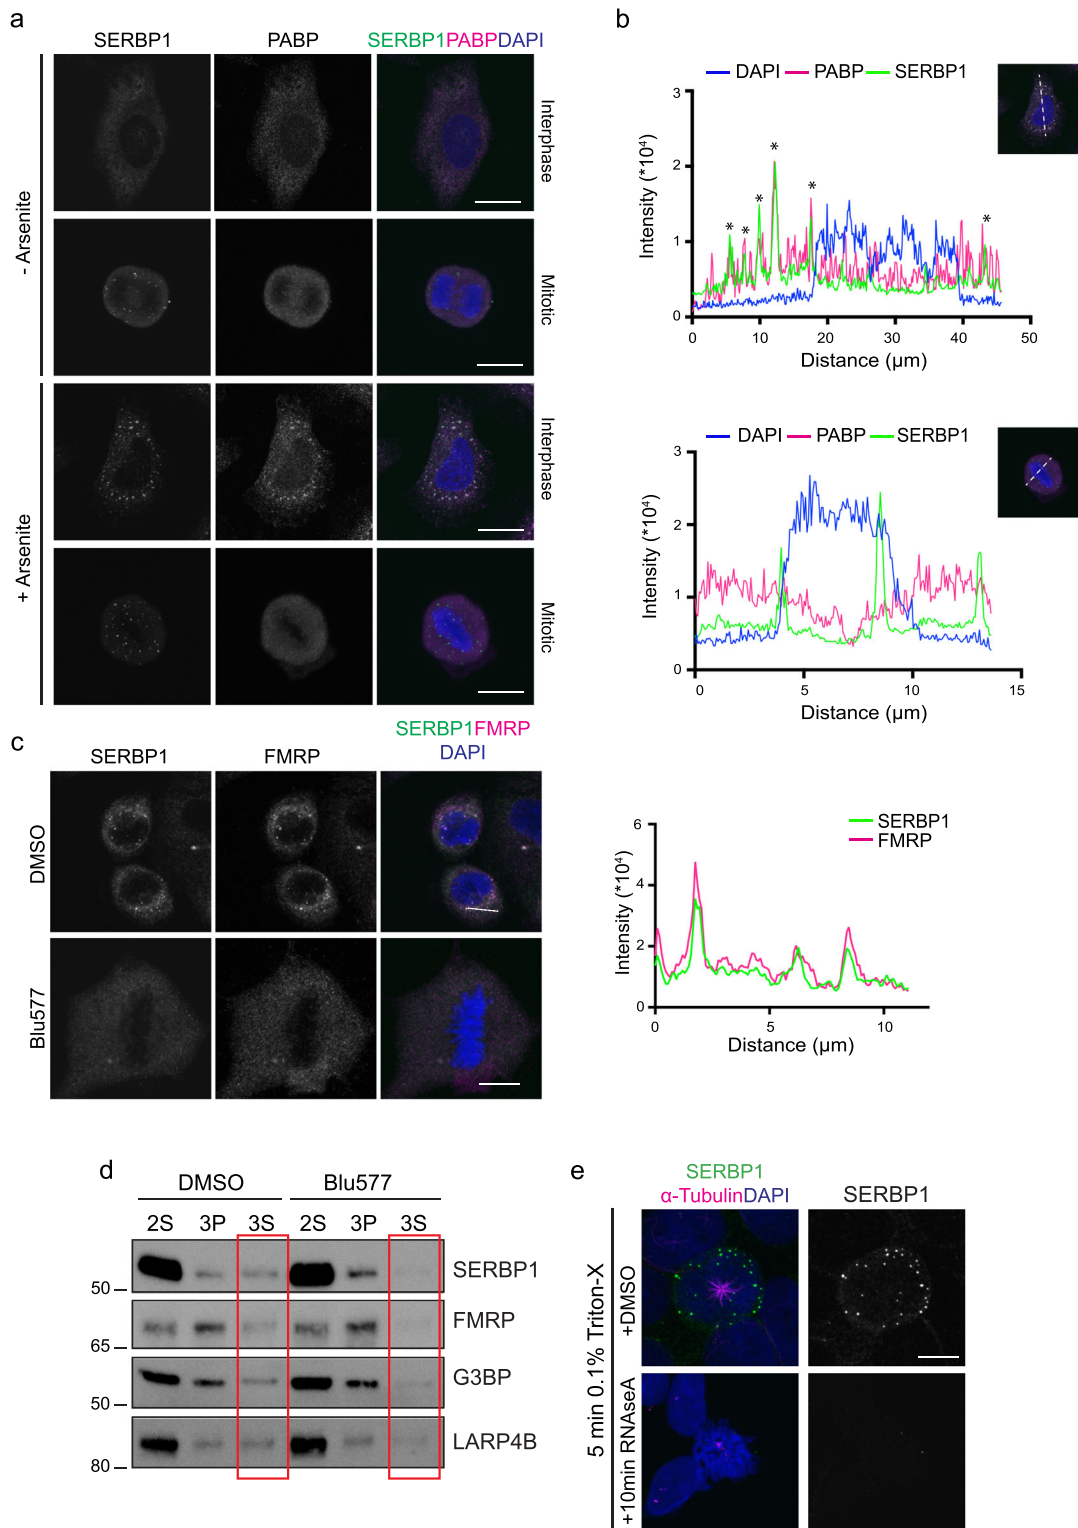 a
SERBP1 PABP SERBP1PABPDAPI
- Arsenite
Interphase
Mitotic
+ Arsenite
Interphase
Mitotic
b
DAPI PABP SERBP1
Intensity (*10⁴)
3
2
1
0
* * * * * *
0 10 20 30 40 50
Distance (µm)
DAPI PABP SERBP1
Intensity (*10⁴)
3
2
1
0
0 5 10 15
Distance (µm)
c
SERBP1 FMRP SERBP1FMRP
DAPI
DMSO
Blu577
SERBP1
FMRP
Intensity (*10⁴)
6
4
2
0
0 5 10
Distance (µm)
d
DMSO Blu577
2S 3P 3S 2S 3P 3S
SERBP1
50
FMRP
65
G3BP
50
LARP4B
80
e
SERBP1
α-TubulinDAPI SERBP1
5 min 0.1% Triton-X
+DMSO
+10min RNAseA